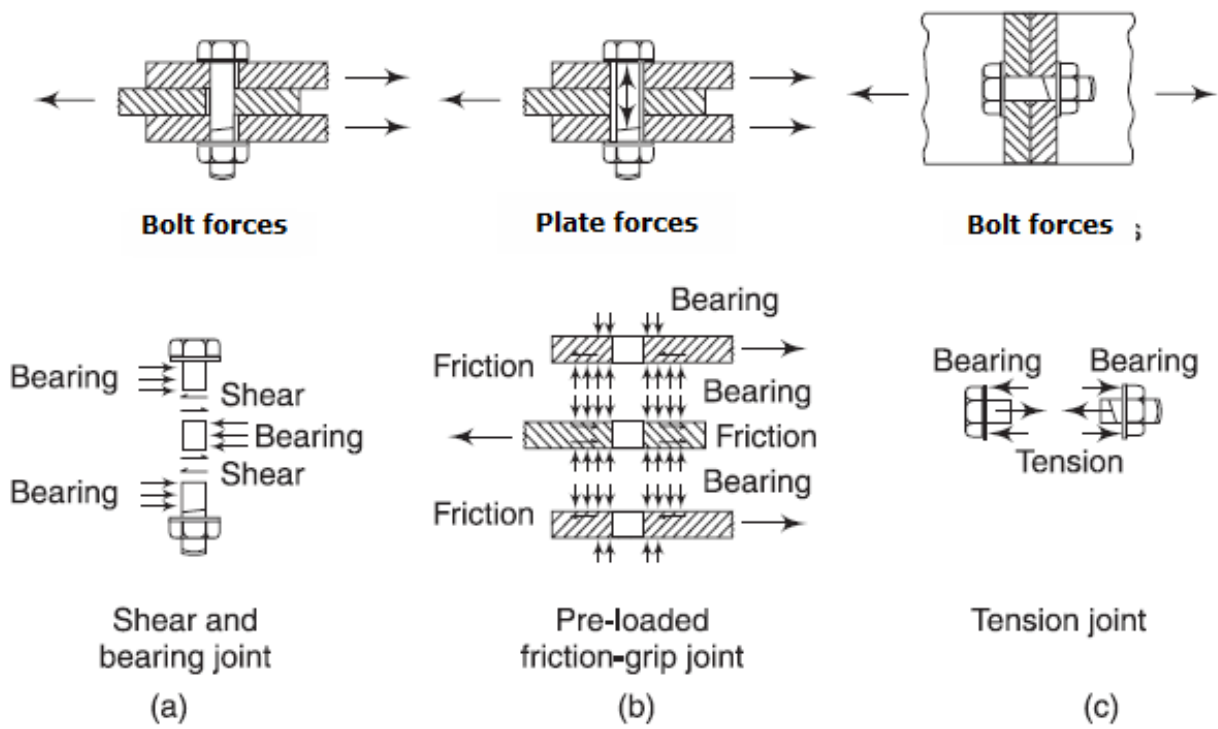 Bolt forces
Plate forces
Bolt forces s
Bearing
Shear
Bearing
Shear
Bearing
Bearing
Friction
Bearing
Friction
Bearing
Friction
Bearing Bearing
Tension
Shear and
bearing joint
(a)
Pre-loaded
friction-grip joint
(b)
Tension joint
(c)